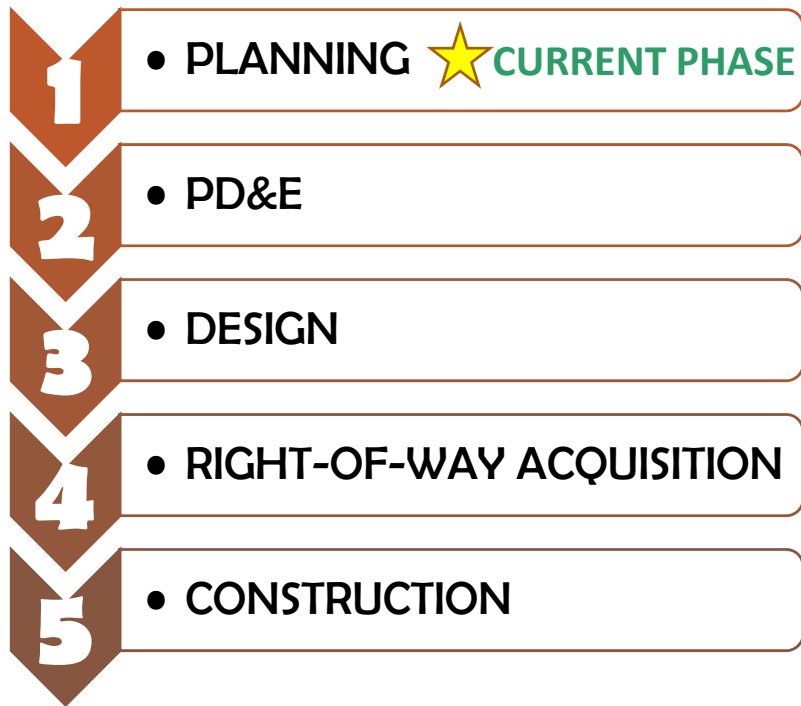 1 • PLANNING CURRENT PHASE
2 • PD&E
3 • DESIGN
4 • RIGHT-OF-WAY ACQUISITION
5 • CONSTRUCTION